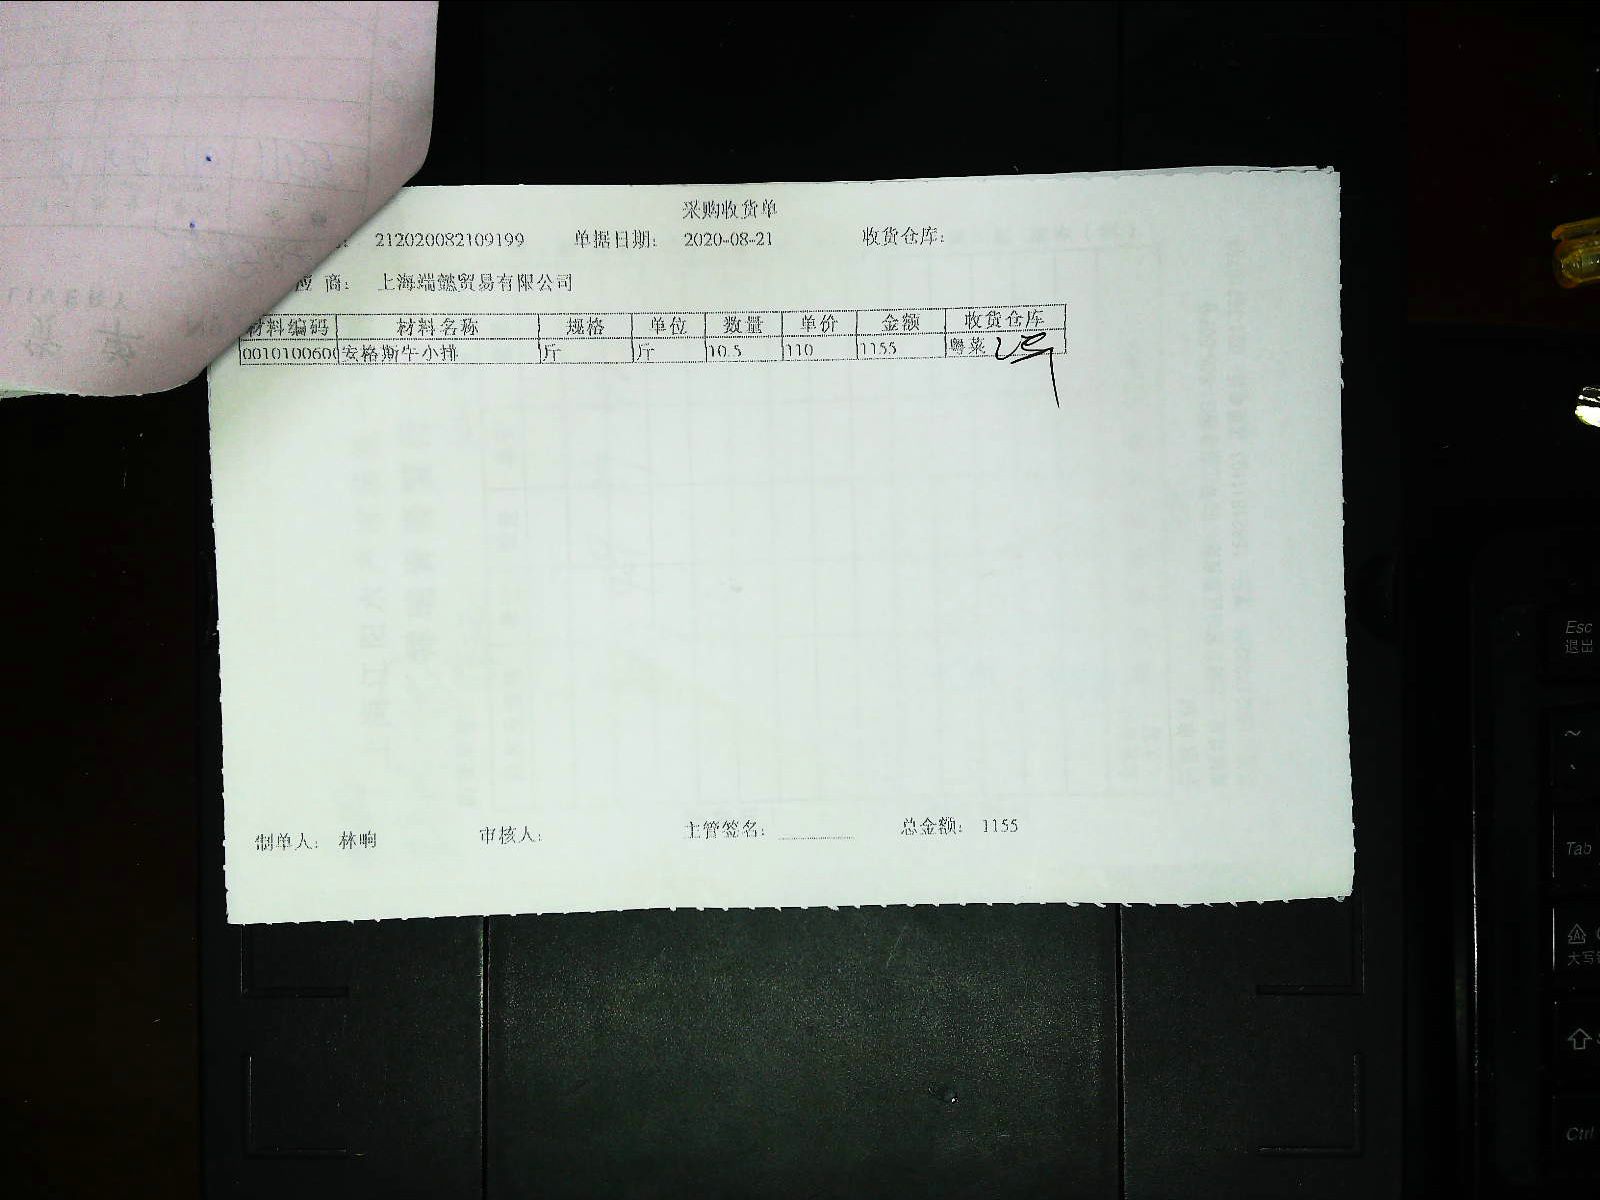 采购收货单
212020082109199 单据日期: 2020-08-21 收货仓库:
应 商: 上海端懿贸易有限公司
材料编码 材料名称 规格 单位 数量 单价 金额 收货仓库
0010100600 安格斯牛小排 斤 斤 10.5 110 1155 粤菜
制单人: 林晌 审核人: 主管签名: 总金额: 1155
Esc
退出
~
Tab
大写
Ctrl